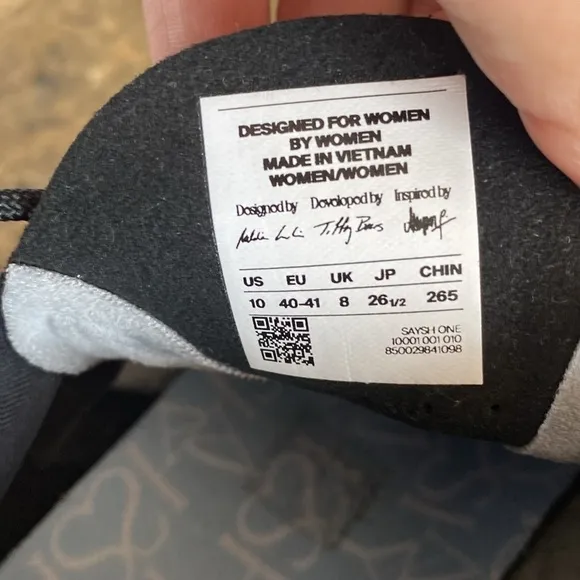 DESIGNED FOR WOMEN
BY WOMEN
MADE IN VIETNAM
WOMEN/WOMEN
Designed by Developed by Inspired by
US EU UK JP CHIN
10 40-41 8 26 1/2 265
SAYSH ONE
10001 001 010
850029841098